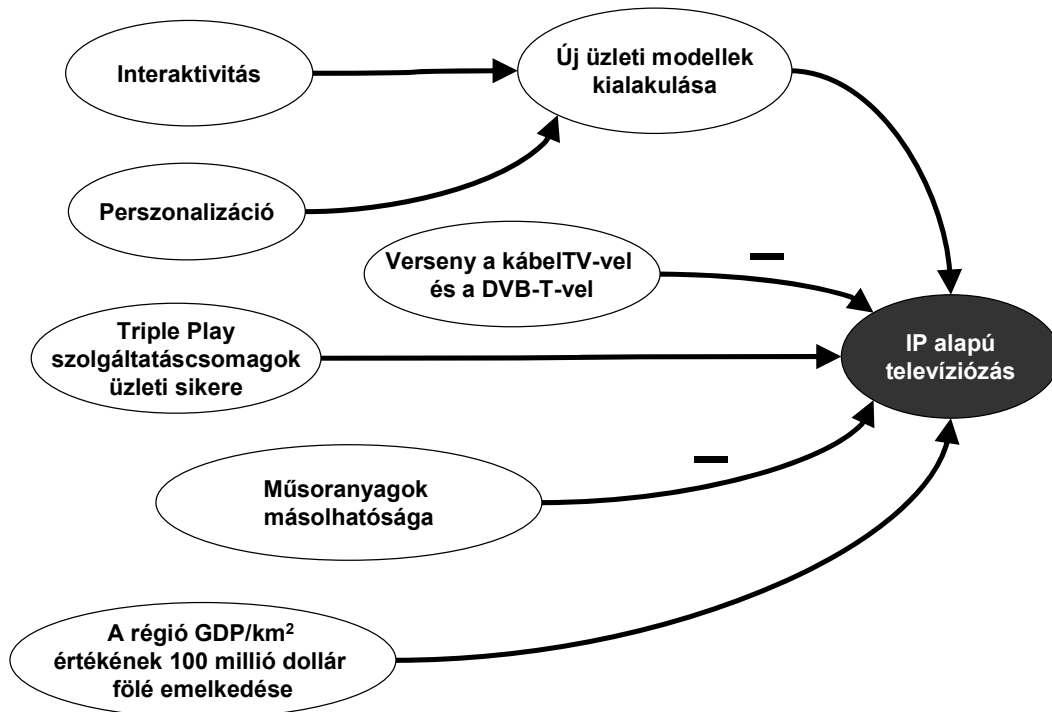 Interaktivitás
Új üzleti modellek
kialakulása
Perszonalizáció
Verseny a kábelTV-vel
és a DVB-T-vel
Triple Play
szolgáltatáscsomagok
üzleti sikere
IP alapú
televíziózás
Műsoranyagok
másolhatósága
A régió GDP/km²
értékének 100 millió dollár
fölé emelkedése